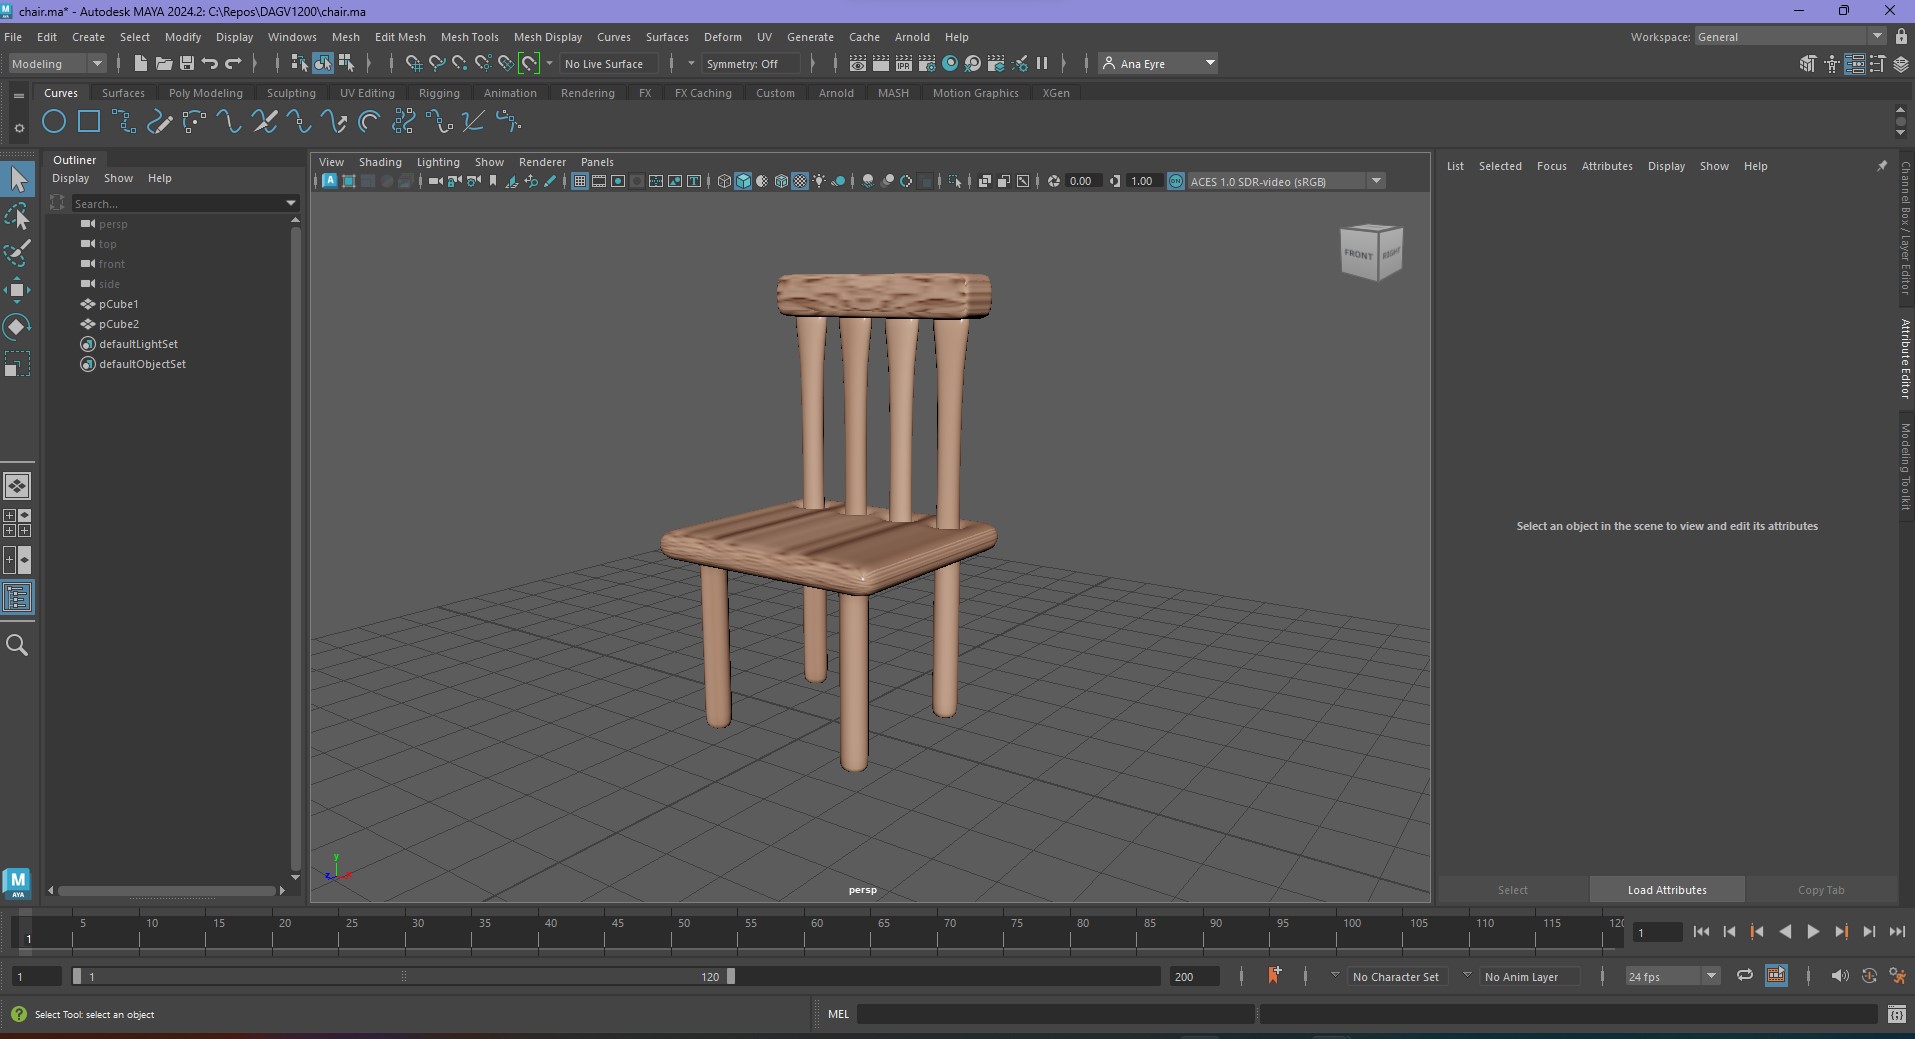 chair.ma* - Autodesk MAYA 2024.2: C:\Repos\DAGV1200\chair.ma
File Edit Create Select Modify Display Windows Mesh Edit Mesh Mesh Tools Mesh Display Curves Surfaces Deform UV Generate Cache Arnold Help
Workspace: General
Modeling
No Live Surface
Symmetry: Off
IPR
Ana Eyre
Curves Surfaces Poly Modeling Sculpting UV Editing Rigging Animation Rendering FX FX Caching Custom Arnold MASH Motion Graphics XGen
Outliner
Display Show Help
Search...
persp
top
front
side
pCube1
pCube2
defaultLightSet
defaultObjectSet
View Shading Lighting Show Renderer Panels
0.00
1.00
ON
ACES 1.0 SDR-video (sRGB)
FRONT
RIGHT
y
z
persp
List Selected Focus Attributes Display Show Help
Select an object in the scene to view and edit its attributes
Select Load Attributes Copy Tab
Channel Box / Layer Editor
Attribute Editor
Modeling Toolkit
M
AYA
5 10 15 20 25 30 35 40 45 50 55 60 65 70 75 80 85 90 95 100 105 110 115
1
1
1
1
120
200
No Character Set
No Anim Layer
24 fps
Select Tool: select an object
MEL